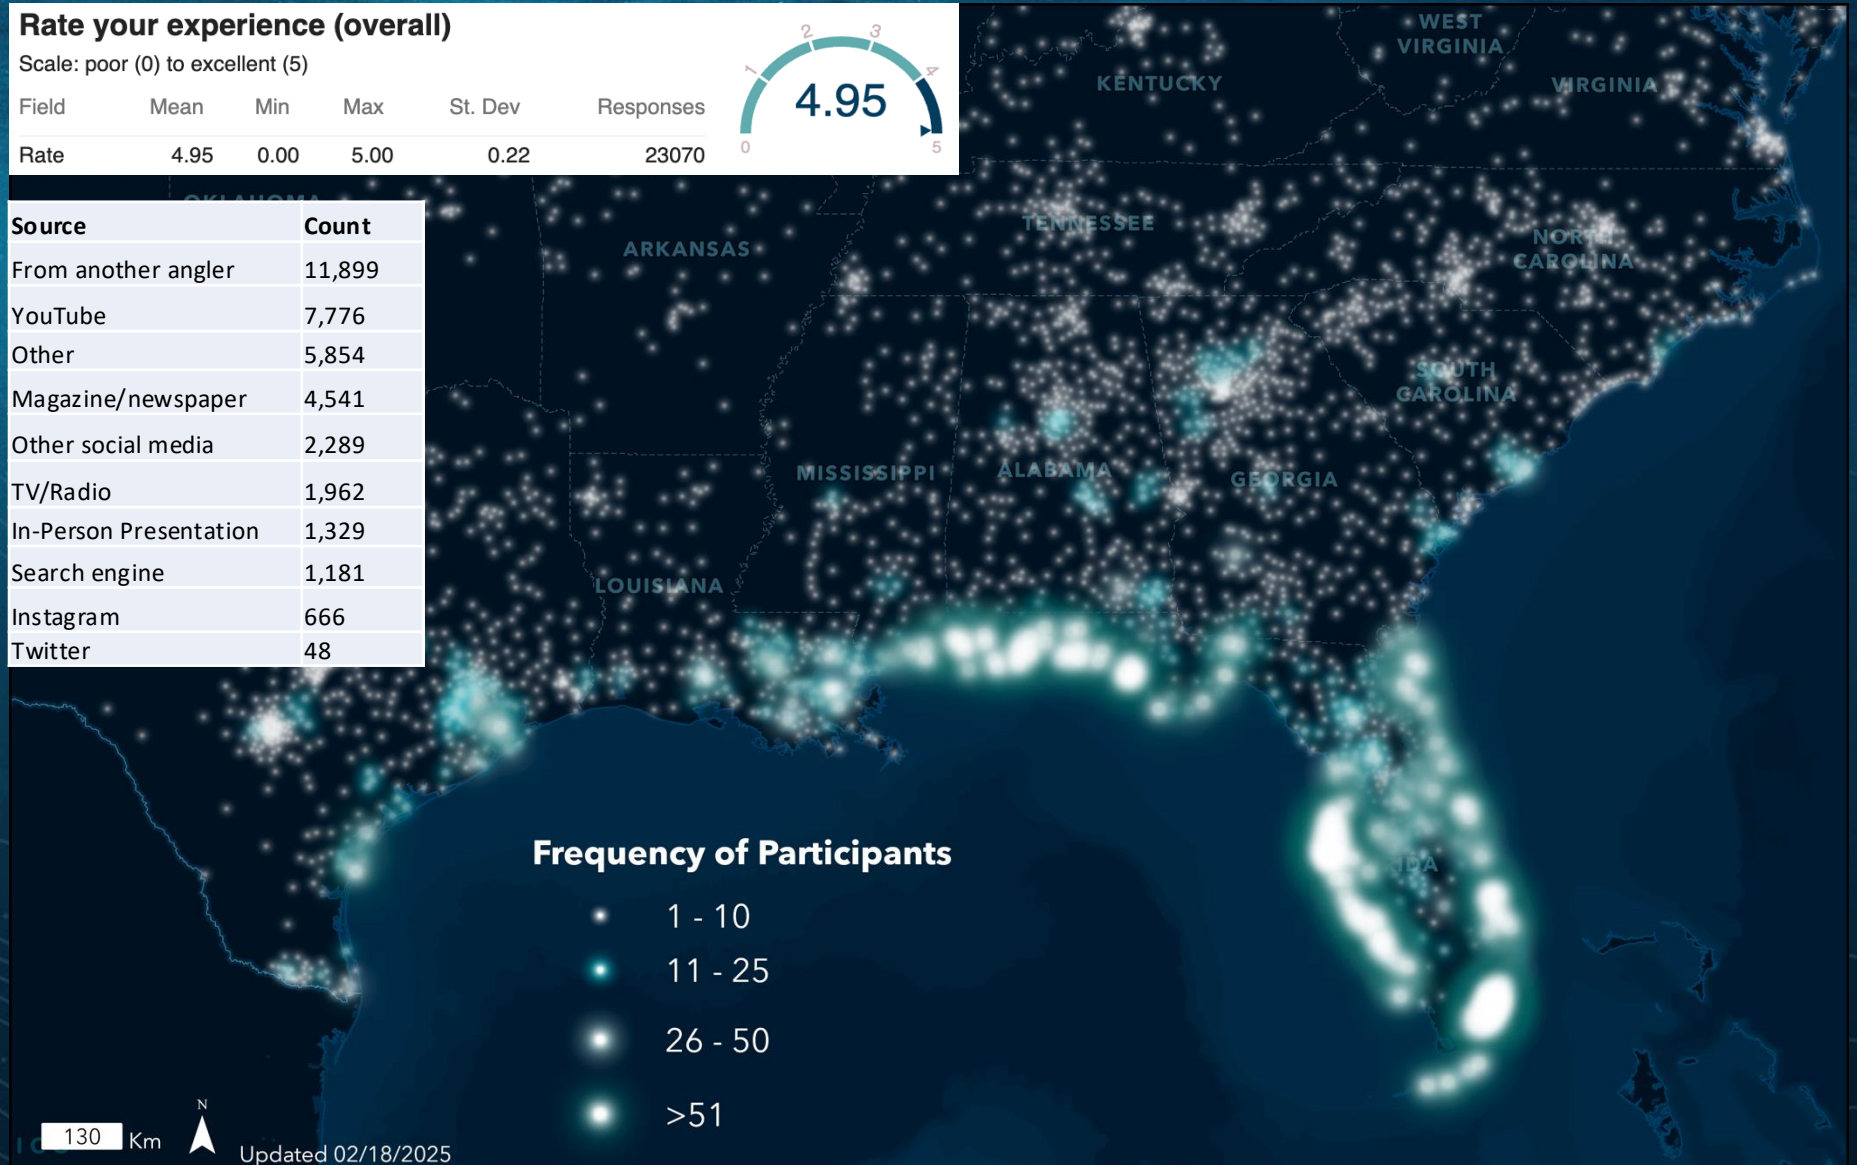 Rate your experience (overall)
Scale: poor (0) to excellent (5)
Field Mean Min Max St. Dev Responses
Rate 4.95 0.00 5.00 0.22 23070
0 1 2 3 4 5
4.95
WEST
VIRGINIA
KENTUCKY
VIRGINIA
OKLAHOMA
TENNESSEE
ARKANSAS
NORTH
CAROLINA
SOUTH
CAROLINA
MISSISSIPPI
ALABAMA
GEORGIA
LOUISIANA
IDA
Source Count
From another angler 11,899
YouTube 7,776
Other 5,854
Magazine/newspaper 4,541
Other social media 2,289
TV/Radio 1,962
In-Person Presentation 1,329
Search engine 1,181
Instagram 666
Twitter 48
Frequency of Participants
1 - 10
11 - 25
26 - 50
>51
N
130 Km
Updated 02/18/2025